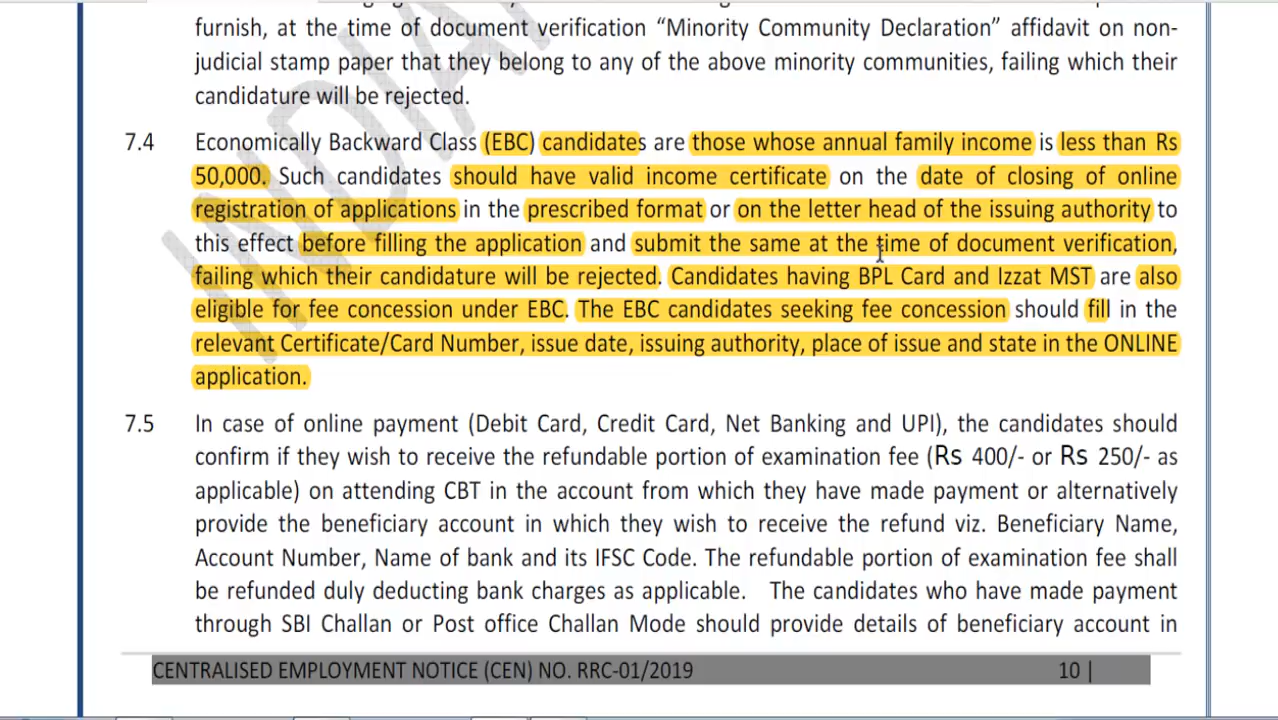 furnish, at the time of document verification “Minority Community Declaration” affidavit on non-
judicial stamp paper that they belong to any of the above minority communities, failing which their
candidature will be rejected.
7.4 Economically Backward Class (EBC) candidates are those whose annual family income is less than Rs
50,000. Such candidates should have valid income certificate on the date of closing of online
registration of applications in the prescribed format or on the letter head of the issuing authority to
this effect before filling the application and submit the same at the time of document verification,
failing which their candidature will be rejected. Candidates having BPL Card and Izzat MST are also
eligible for fee concession under EBC. The EBC candidates seeking fee concession should fill in the
relevant Certificate/Card Number, issue date, issuing authority, place of issue and state in the ONLINE
application.
7.5 In case of online payment (Debit Card, Credit Card, Net Banking and UPI), the candidates should
confirm if they wish to receive the refundable portion of examination fee (Rs 400/- or Rs 250/- as
applicable) on attending CBT in the account from which they have made payment or alternatively
provide the beneficiary account in which they wish to receive the refund viz. Beneficiary Name,
Account Number, Name of bank and its IFSC Code. The refundable portion of examination fee shall
be refunded duly deducting bank charges as applicable. The candidates who have made payment
through SBI Challan or Post office Challan Mode should provide details of beneficiary account in
CENTRALISED EMPLOYMENT NOTICE (CEN) NO. RRC-01/2019 10 |
INDIA